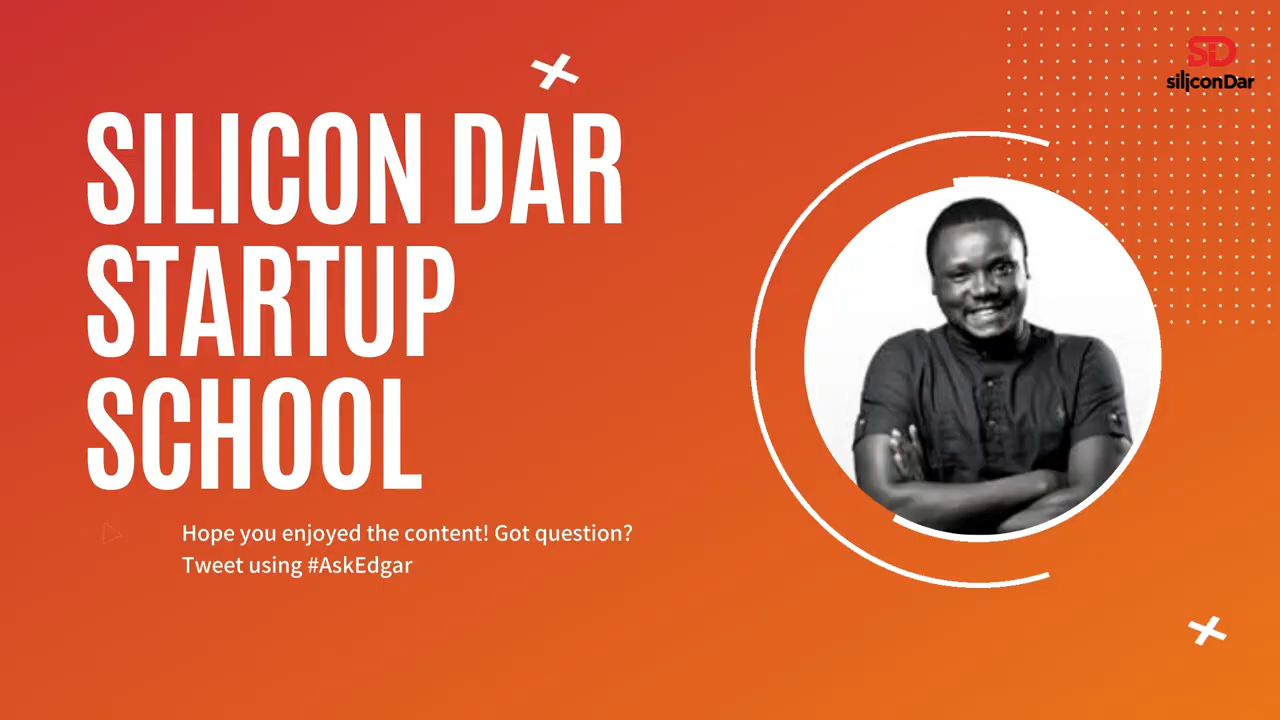 SD
siliconDar
SILICON DAR
STARTUP
SCHOOL
Hope you enjoyed the content! Got question?
Tweet using #AskEdgar